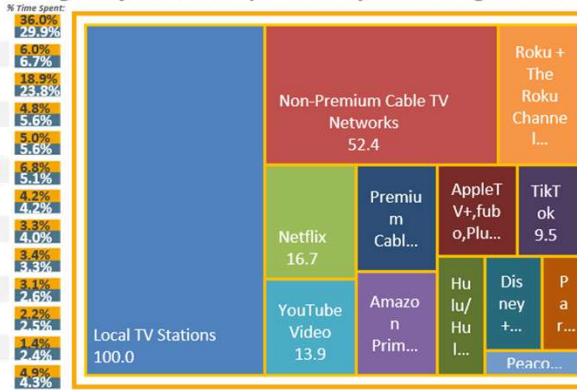 % Time Spent:
36.0%
29.9%
6.0%
6.7%
18.9%
23.8%
4.8%
5.6%
5.0%
5.6%
6.8%
5.1%
4.2%
4.2%
3.3%
4.0%
3.4%
3.3%
3.1%
2.6%
2.2%
2.5%
1.4%
2.4%
4.9%
4.3%
Local TV Stations
100.0
Non-Premium Cable TV
Networks
52.4
Roku +
The
Roku
Channe
l...
Netflix
16.7
Premiu
m
Cabl...
AppleT
V+,fub
o,Plu...
TikT
ok
9.5
YouTube
Video
13.9
Amazo
n
Prim...
Hu
lu/
Hu
l...
Dis
ney
+...
P
a
r...
Peaco...